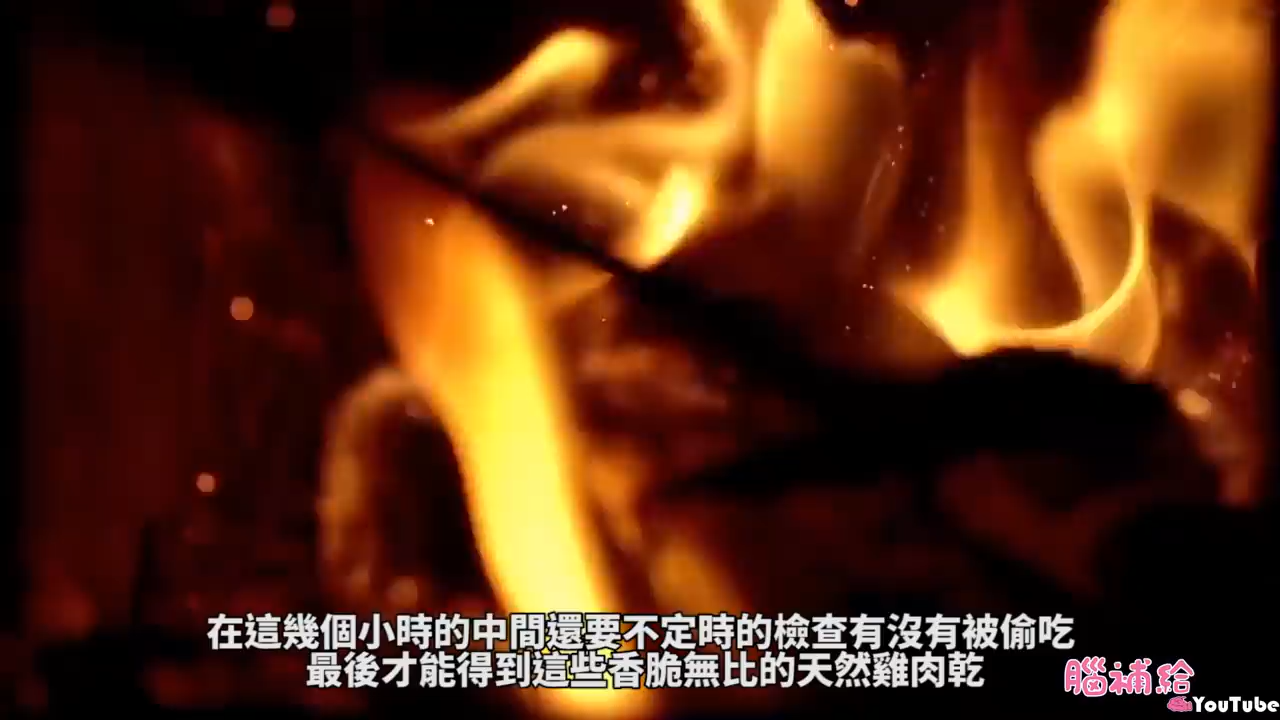 在這幾個小時的中間還要不定時的檢查有沒有被偷吃
最後才能得到這些香脆無比的天然雞肉乾
腦補給
YouTube